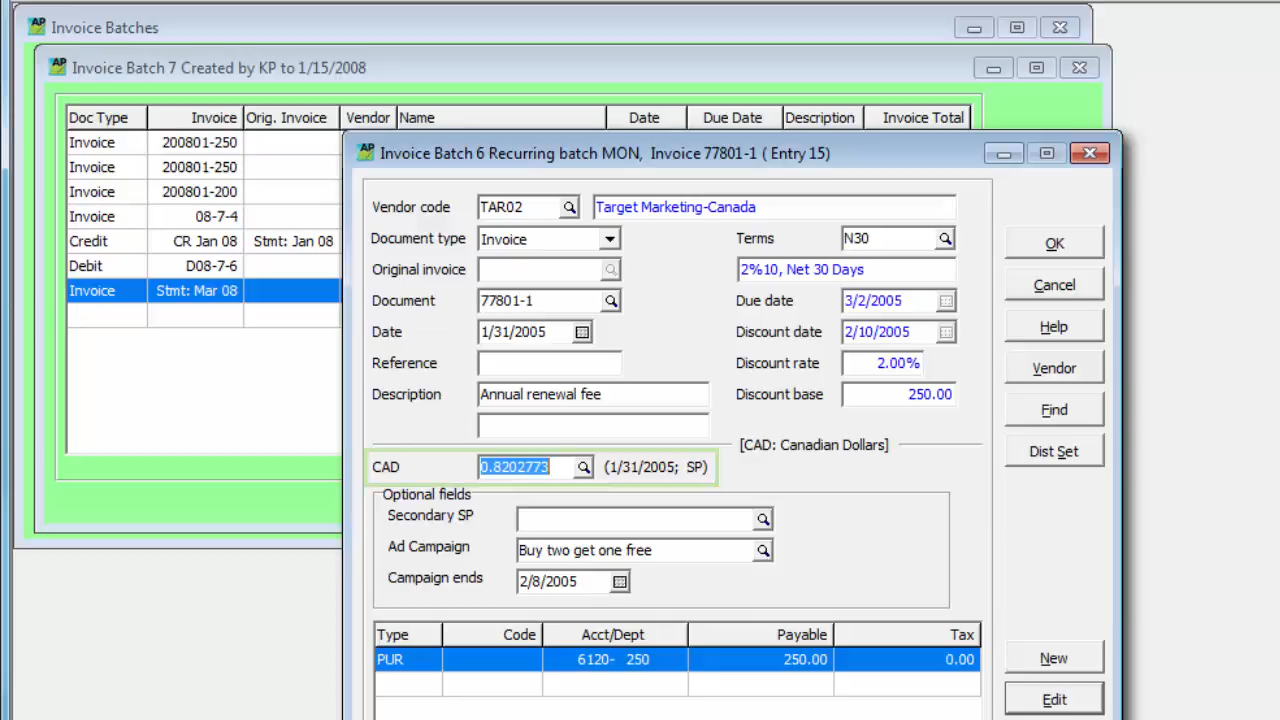 AP Invoice Batches
AP Invoice Batch 7 Created by KP to 1/15/2008
Doc Type Invoice Orig. Invoice Vendor Name Date Due Date Description Invoice Total
Invoice 200801-250
Invoice 200801-250
Invoice 200801-200
Invoice 08-7-4
Credit CR Jan 08 Stmt: Jan 08
Debit D08-7-6
Invoice Stmt: Mar 08
AP Invoice Batch 6 Recurring batch MON, Invoice 77801-1 ( Entry 15)
Vendor code TAR02 Target Marketing-Canada
Document type Invoice Terms N30 OK
Original invoice 2%10, Net 30 Days Cancel
Document 77801-1 Due date 3/2/2005
Date 1/31/2005 Discount date 2/10/2005 Help
Reference Discount rate 2.00% Vendor
Description Annual renewal fee Discount base 250.00 Find
[CAD: Canadian Dollars] Dist Set
CAD 0.8202773 (1/31/2005; SP)
Optional fields
Secondary SP
Ad Campaign Buy two get one free
Campaign ends 2/8/2005
Type Code Acct/Dept Payable Tax
PUR 6120- 250 250.00 0.00 New
Edit